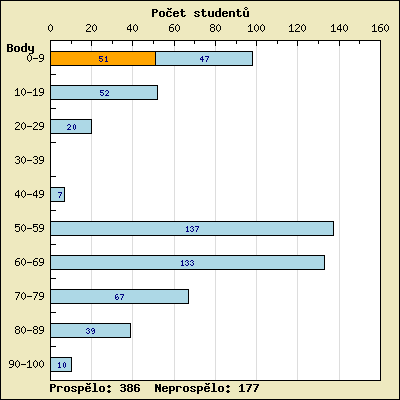 Počet studentů
0 20 40 60 80 100 120 140 160
Body
0-9 51 47
10-19 52
20-29 20
30-39
40-49 7
50-59 137
60-69 133
70-79 67
80-89 39
90-100 10
Prospělo: 386 Neprospělo: 177